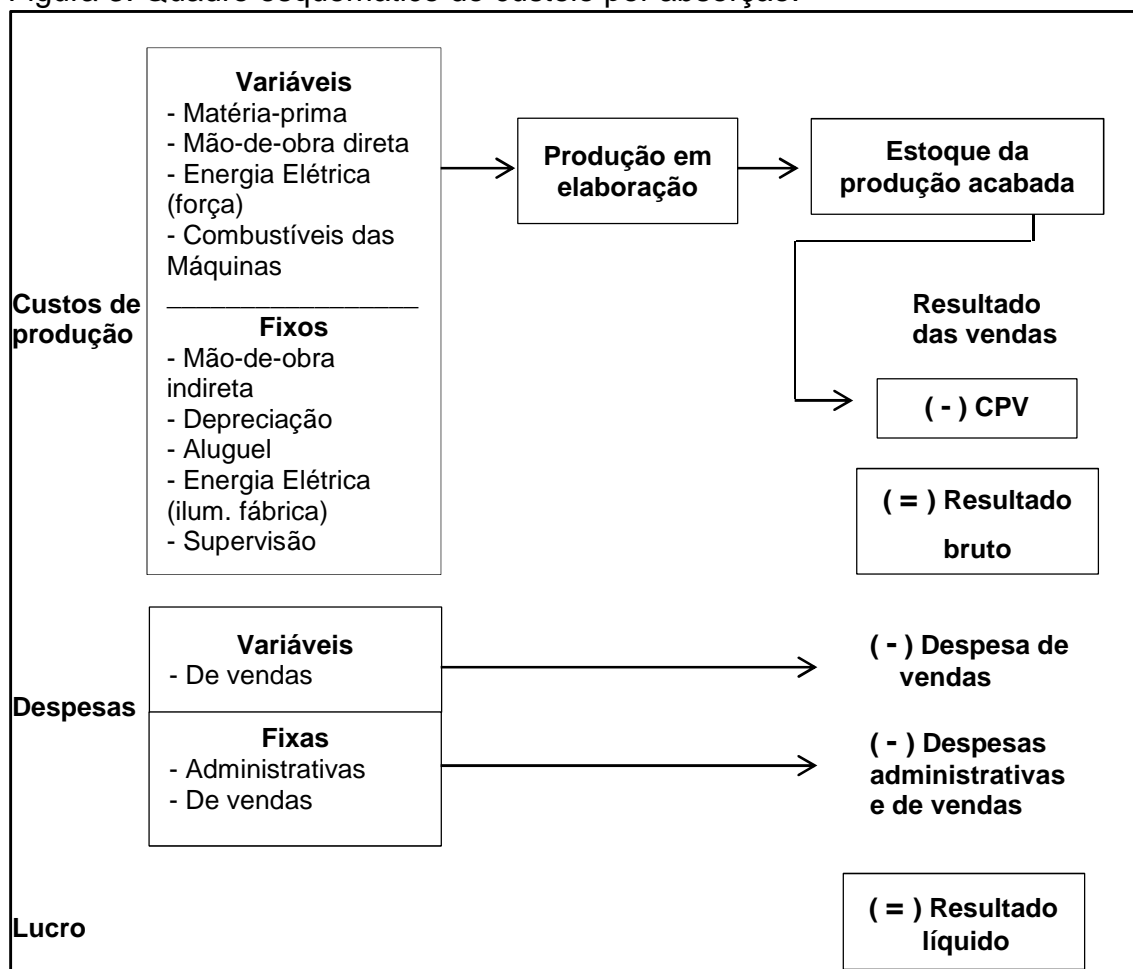 Figura Quadro esquemático do custeio por absorção.
Variáveis
- Matéria-prima
- Mão-de-obra direta
- Energia Elétrica
(força)
- Combustíveis das
Máquinas
Custos de
produção
Fixos
- Mão-de-obra
indireta
- Depreciação
- Aluguel
- Energia Elétrica
(ilum. fábrica)
- Supervisão
Produção em
elaboração
Estoque da
produção acabada
Resultado
das vendas
( - ) CPV
( = ) Resultado
bruto
Despesas
Variáveis
- De vendas
( - ) Despesa de
vendas
Fixas
- Administrativas
- De vendas
( - ) Despesas
administrativas
e de vendas
Lucro
( = ) Resultado
líquido